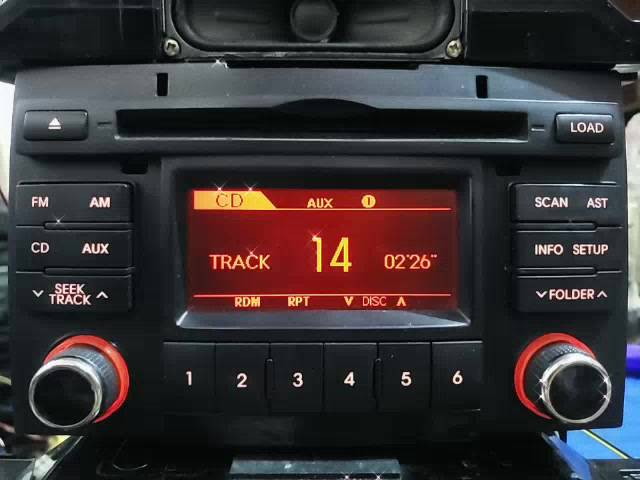 LOAD
FM AM
CD AUX
SEEK
TRACK
CD AUX
TRACK 14 02'26"
RDM RPT DISC
SCAN AST
INFO SETUP
FOLDER
1 2 3 4 5 6